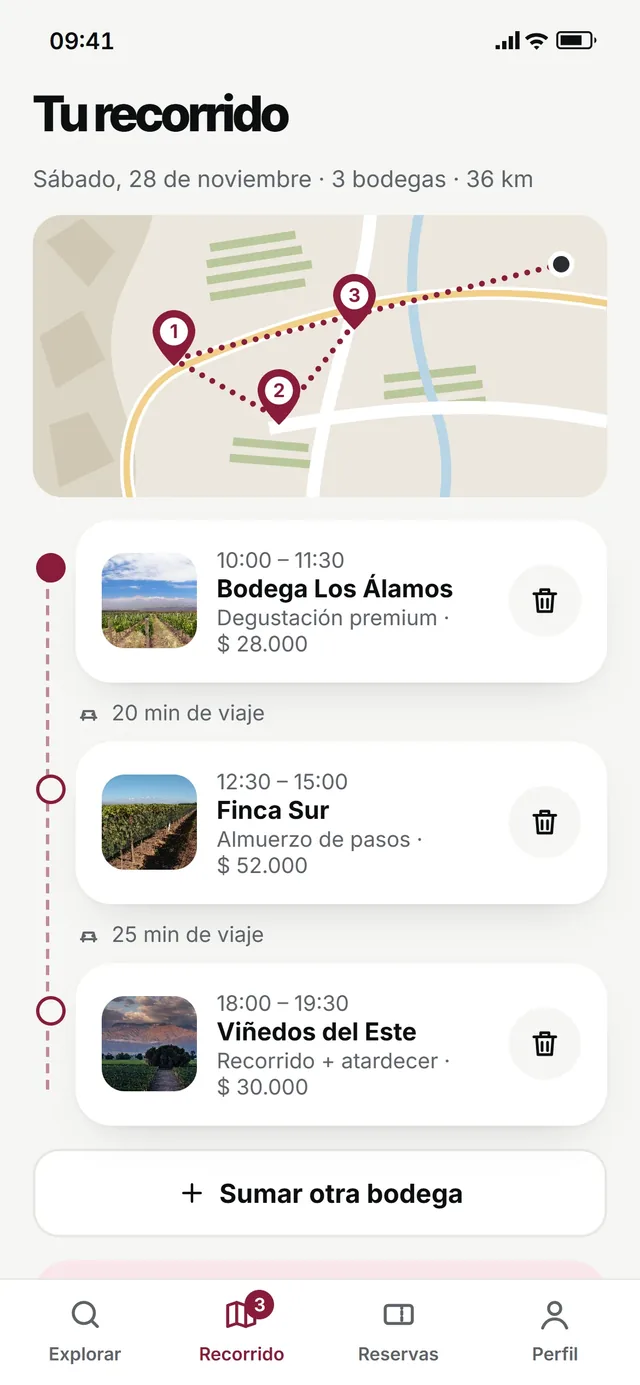 09:41
Tu recorrido
Sábado, 28 de noviembre · 3 bodegas · 36 km
3
1
2
10:00 – 11:30
Bodega Los Álamos
Degustación premium ·
$ 28.000
20 min de viaje
12:30 – 15:00
Finca Sur
Almuerzo de pasos ·
$ 52.000
25 min de viaje
18:00 – 19:30
Viñedos del Este
Recorrido + atardecer ·
$ 30.000
+ Sumar otra bodega
3
Explorar
Recorrido
Reservas
Perfil